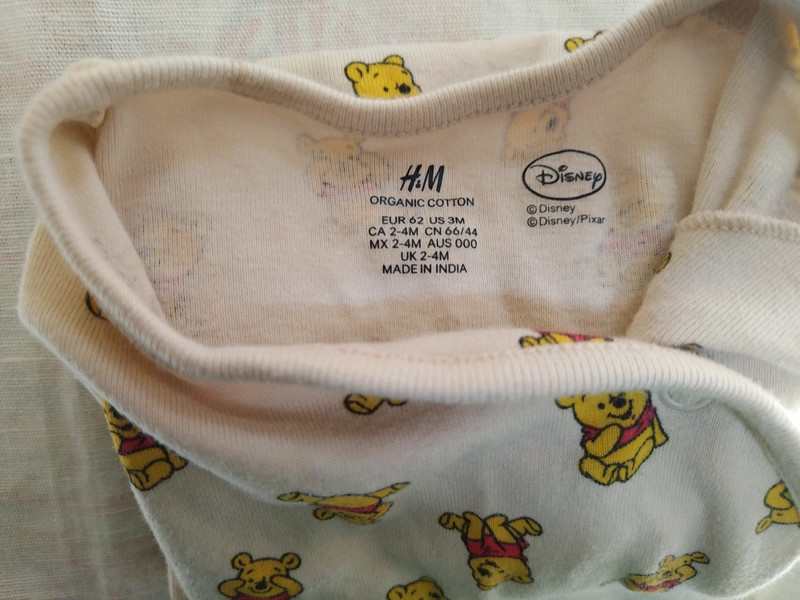 H&M
ORGANIC COTTON
EUR 62 US 3M
CA 2-4M CN 66/44
MX 2-4M AUS 000
UK 2-4M
MADE IN INDIA
Disney
© Disney
© Disney/Pixar